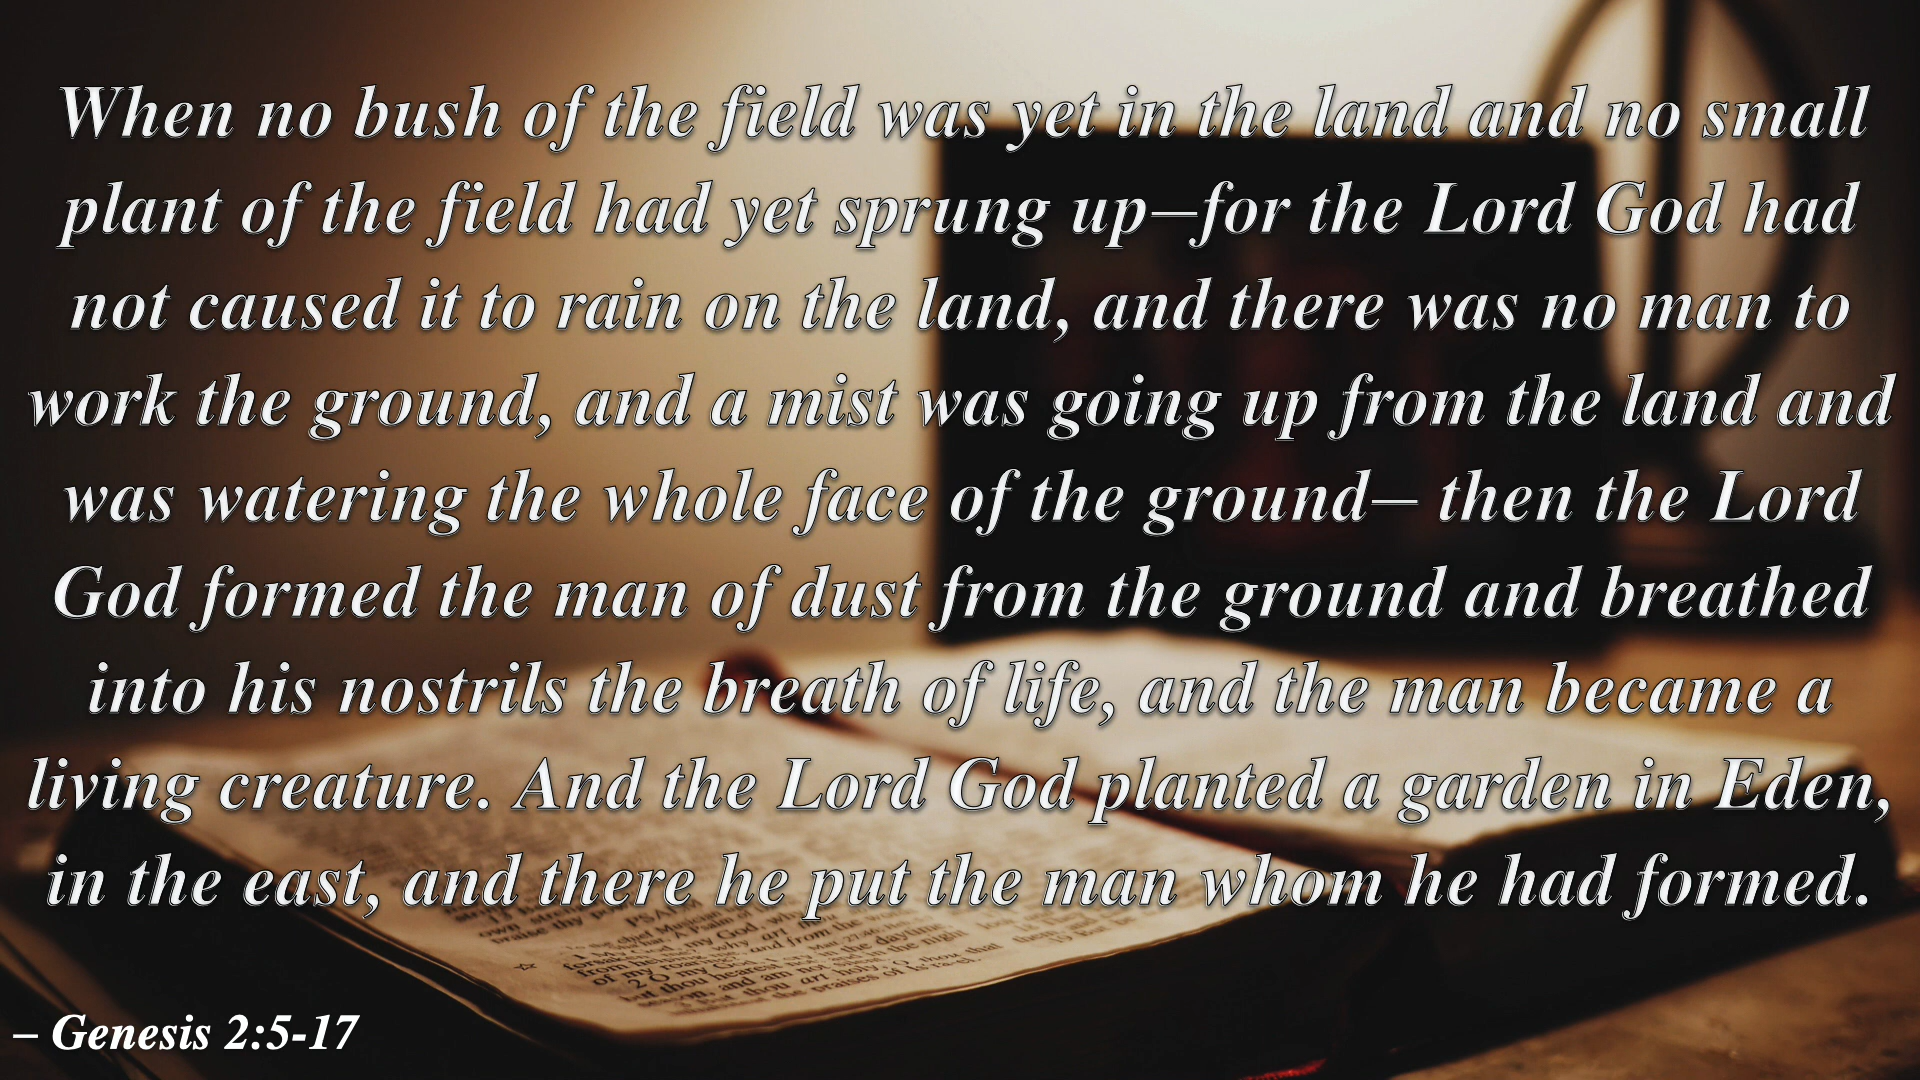 When no bush of the field was yet in the land and no small
plant of the field had yet sprung up—for the Lord God had
not caused it to rain on the land, and there was no man to
work the ground, and a mist was going up from the land and
was watering the whole face of the ground— then the Lord
God formed the man of dust from the ground and breathed
into his nostrils the breath of life, and the man became a
living creature. And the Lord God planted a garden in Eden,
in the east, and there he put the man whom he had formed.
– Genesis 2:5-17